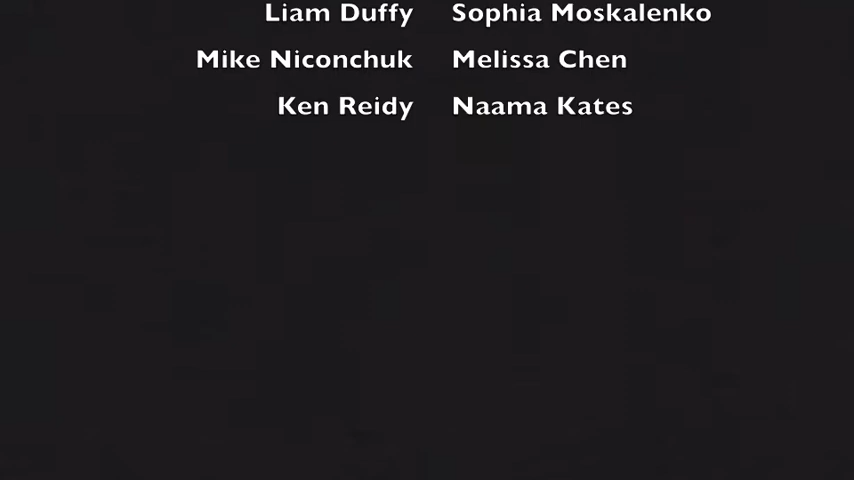 Liam Duffy Sophia Moskalenko
Mike Niconchuk Melissa Chen
Ken Reidy Naama Kates